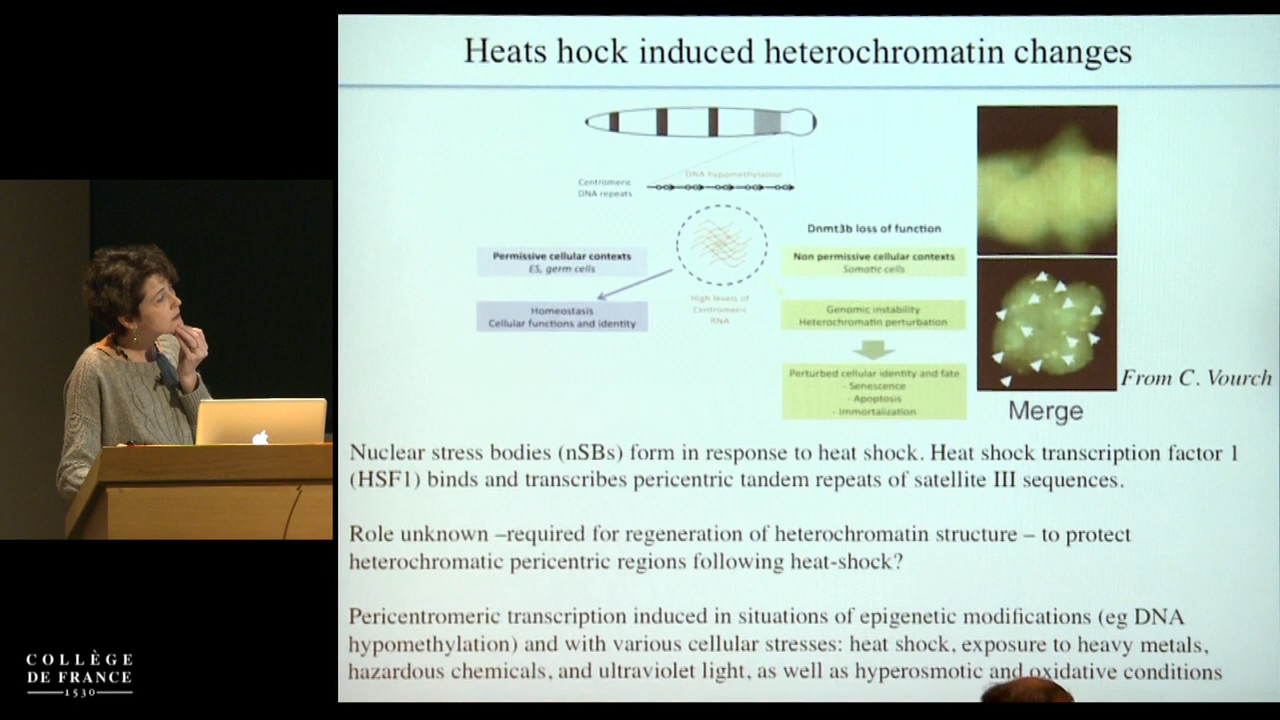 Heats hock induced heterochromatin changes
Centromeric
DNA repeats
DNA hypomethylation
Dnmt3b loss of function
Permissive cellular contexts
ES, germ cells
Non permissive cellular contexts
Somatic cells
High levels of
Centromeric
RNA
Homeostasis
Cellular functions and identity
Genomic instability
Heterochromatin perturbation
Perturbed cellular identity and fate
- Senescence
- Apoptosis
- Immortalization
From C. Vourch
Merge
Nuclear stress bodies (nSBs) form in response to heat shock. Heat shock transcription factor 1
(HSF1) binds and transcribes pericentric tandem repeats of satellite III sequences.
Role unknown –required for regeneration of heterochromatin structure – to protect
heterochromatic pericentric regions following heat-shock?
Pericentromeric transcription induced in situations of epigenetic modifications (eg DNA
hypomethylation) and with various cellular stresses: heat shock, exposure to heavy metals,
hazardous chemicals, and ultraviolet light, as well as hyperosmotic and oxidative conditions
COLLÈGE
DE FRANCE
1530